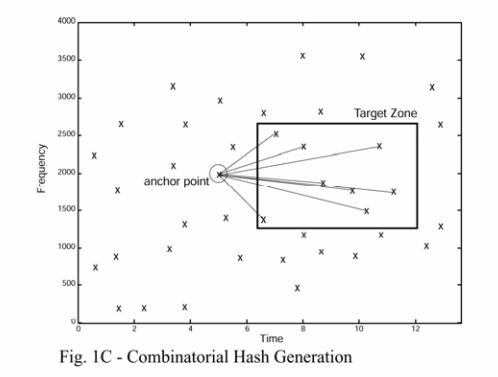 4000
3500
3000
2500
2000
1500
1000
500
0
Frequency
Target Zone
anchor point
0 2 4 6 8 10 12
Time
Fig. 1C - Combinatorial Hash Generation